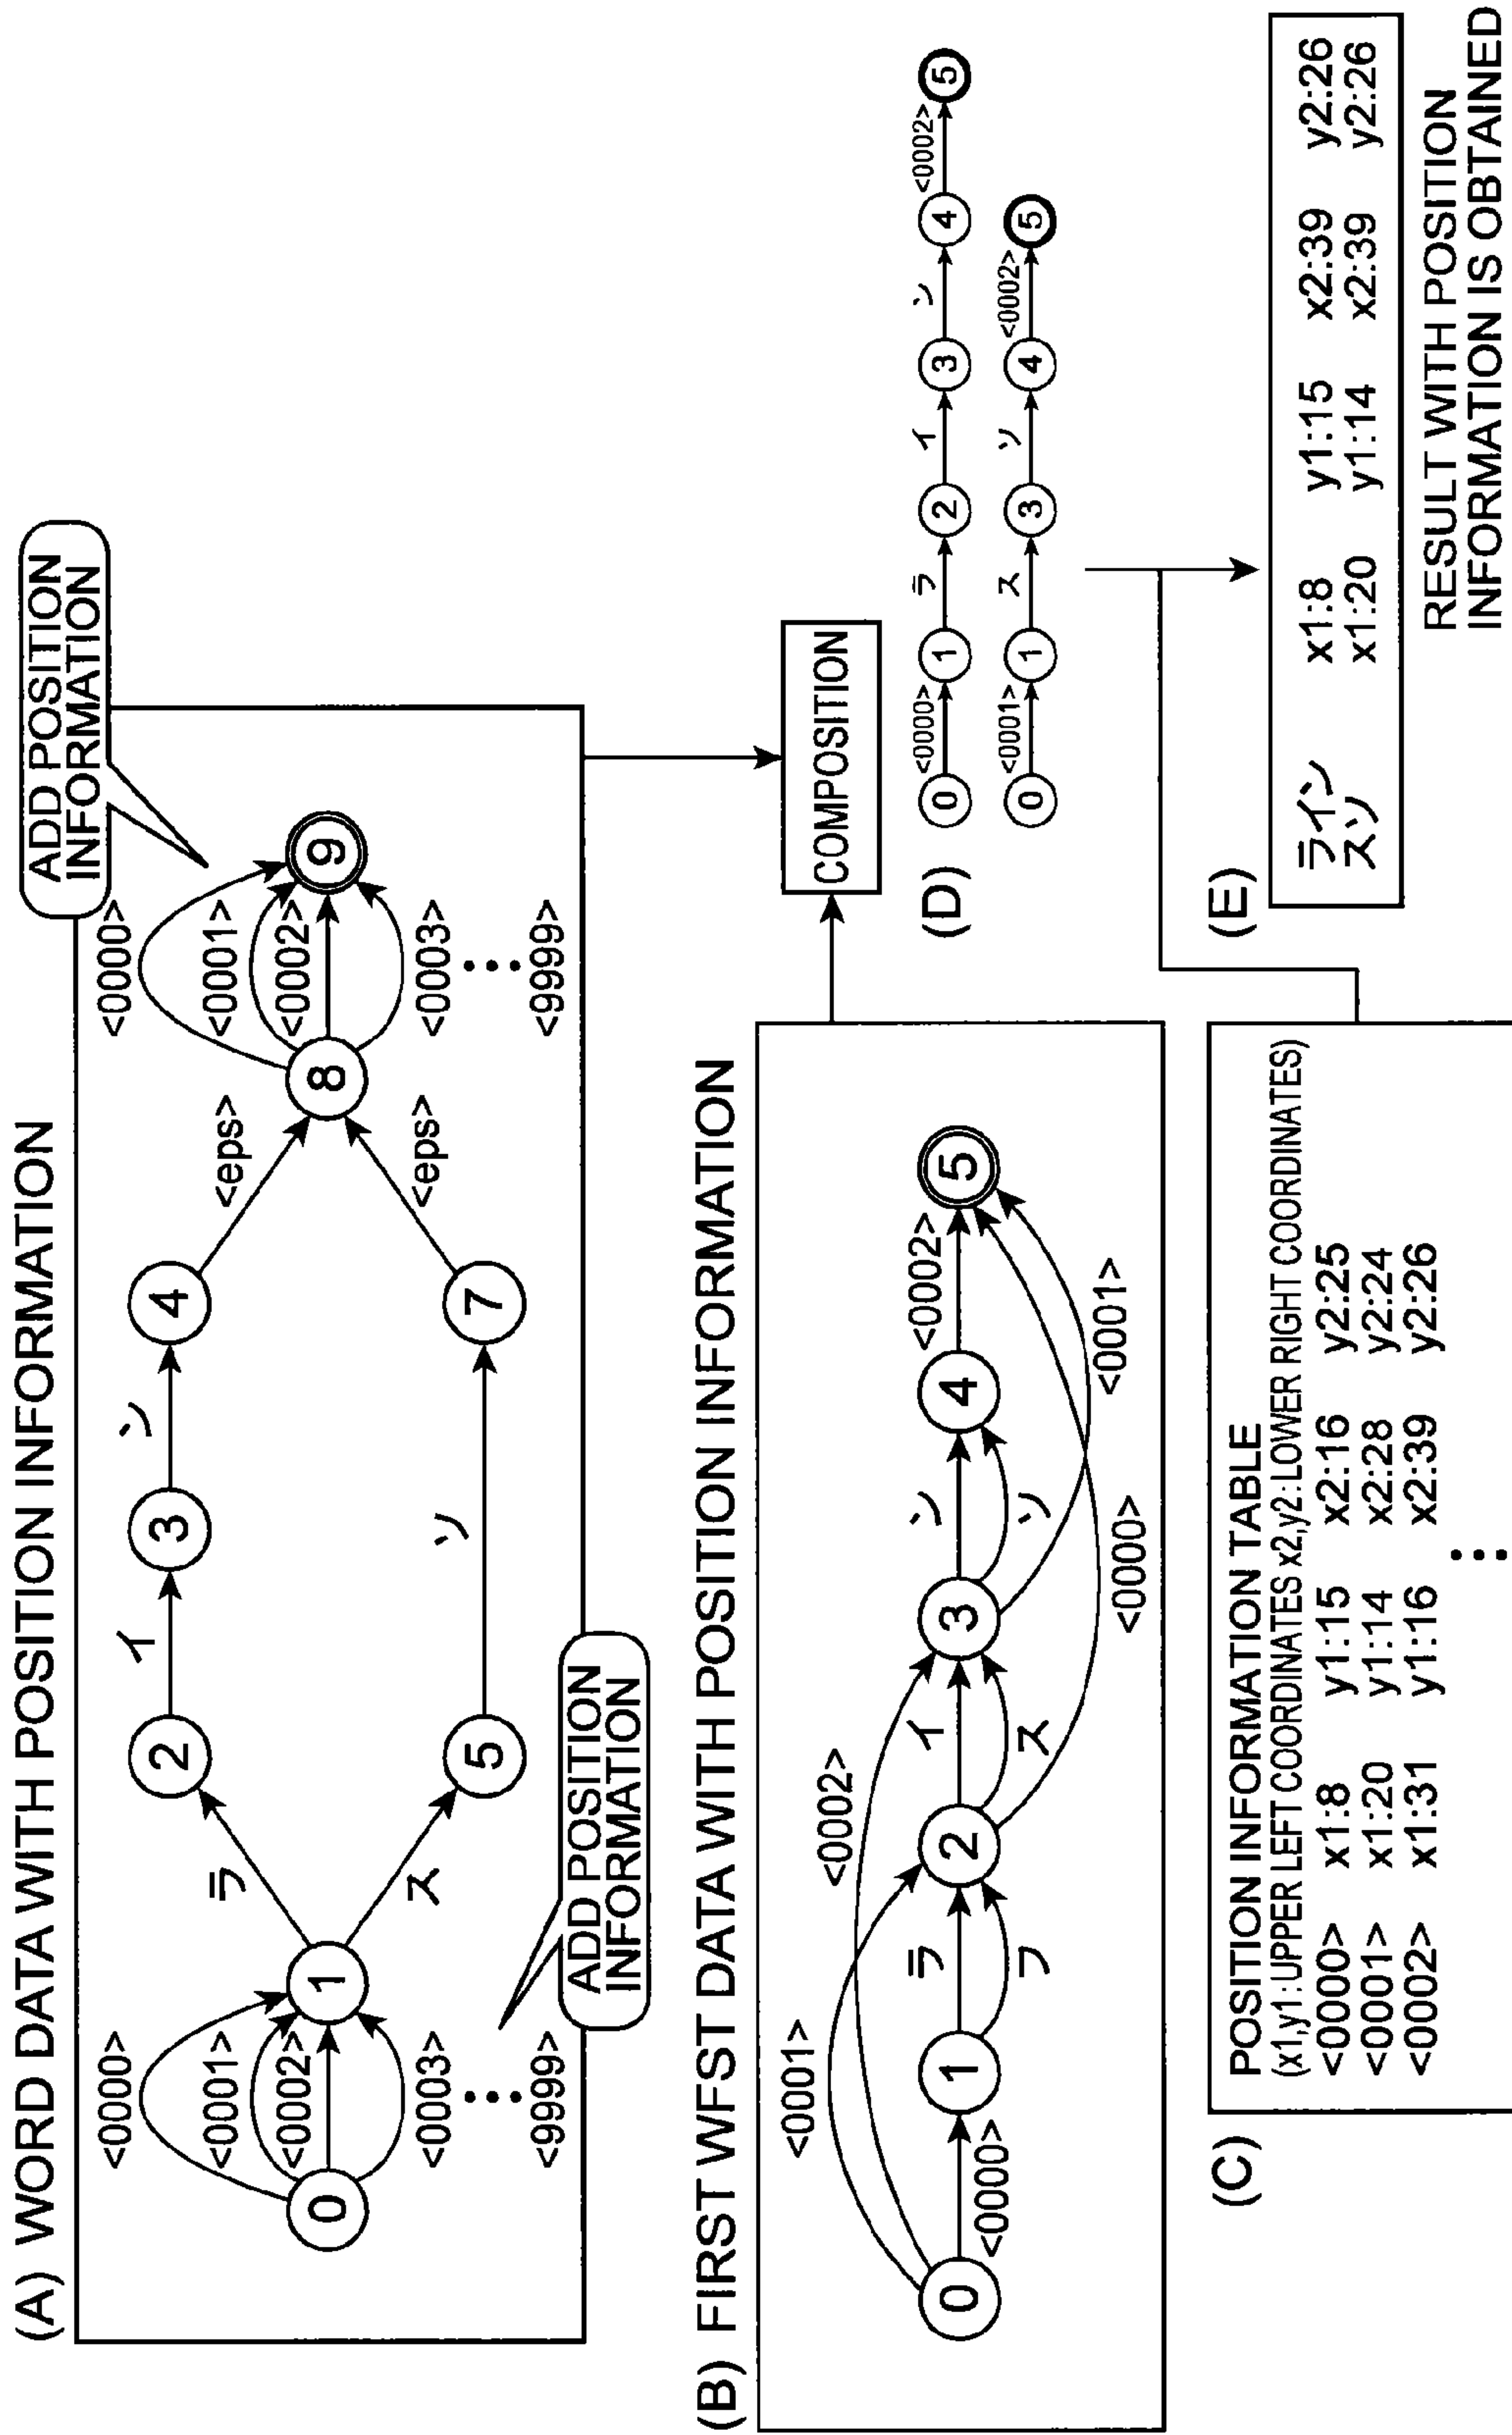 (A) WORD DATA WITH POSITION INFORMATION
ADD POSITION
INFORMATION
<0000>
<0001>
<0002>
<0003>
<9999>
0
1
ラ
ス
2
イ
3
ン
4
5
ソ
7
<eps>
<eps>
8
<0000>
<0001>
<0002>
<0003>
<9999>
9
ADD POSITION
INFORMATION
(B) FIRST WFST DATA WITH POSITION INFORMATION
<0001>
<0002>
0
<0000>
1
ラ
フ
2
イ
ス
3
ン
ソ
4
<0002>
5
<0001>
<0000>
COMPOSITION
(C)
POSITION INFORMATION TABLE
(x1,y1:UPPER LEFT COORDINATES x2,y2:LOWER RIGHT COORDINATES)
<0000> x1:8 y1:15 x2:16 y2:25
<0001> x1:20 y1:14 x2:28 y2:24
<0002> x1:31 y1:16 x2:39 y2:26
(D)
0 <0000> 1 ラ 2 イ 3 ン 4 <0002> 5
0 <0001> 1 ス 3 ソ 4 <0002> 5
(E)
ライン x1:8 y1:15 x2:39 y2:26
スソ x1:20 y1:14 x2:39 y2:26
RESULT WITH POSITION
INFORMATION IS OBTAINED